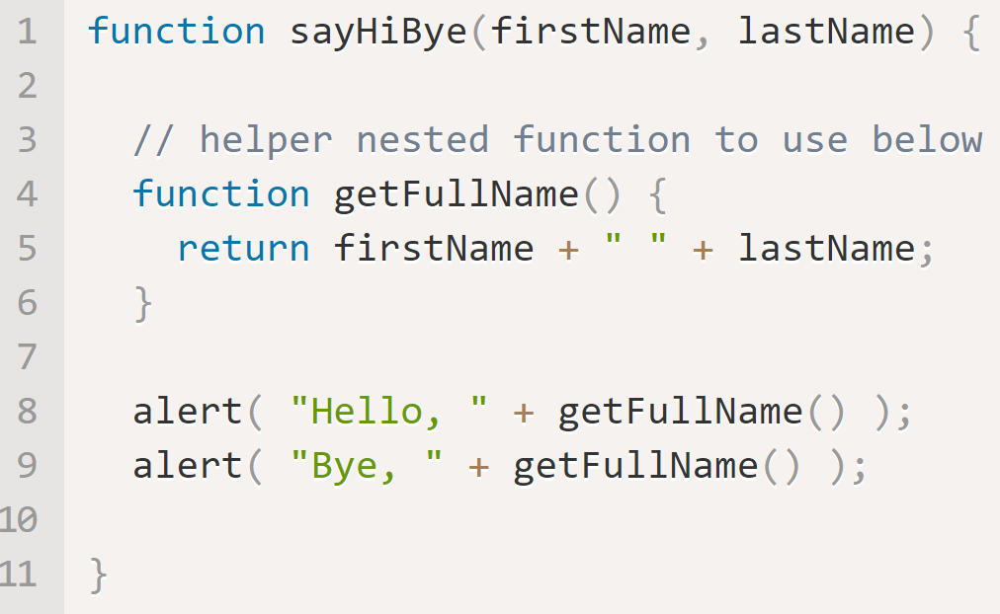 1 function sayHiBye(firstName, lastName) {
2
3   // helper nested function to use below
4   function getFullName() {
5     return firstName + " " + lastName;
6   }
7
8   alert( "Hello, " + getFullName() );
9   alert( "Bye, " + getFullName() );
10
11 }